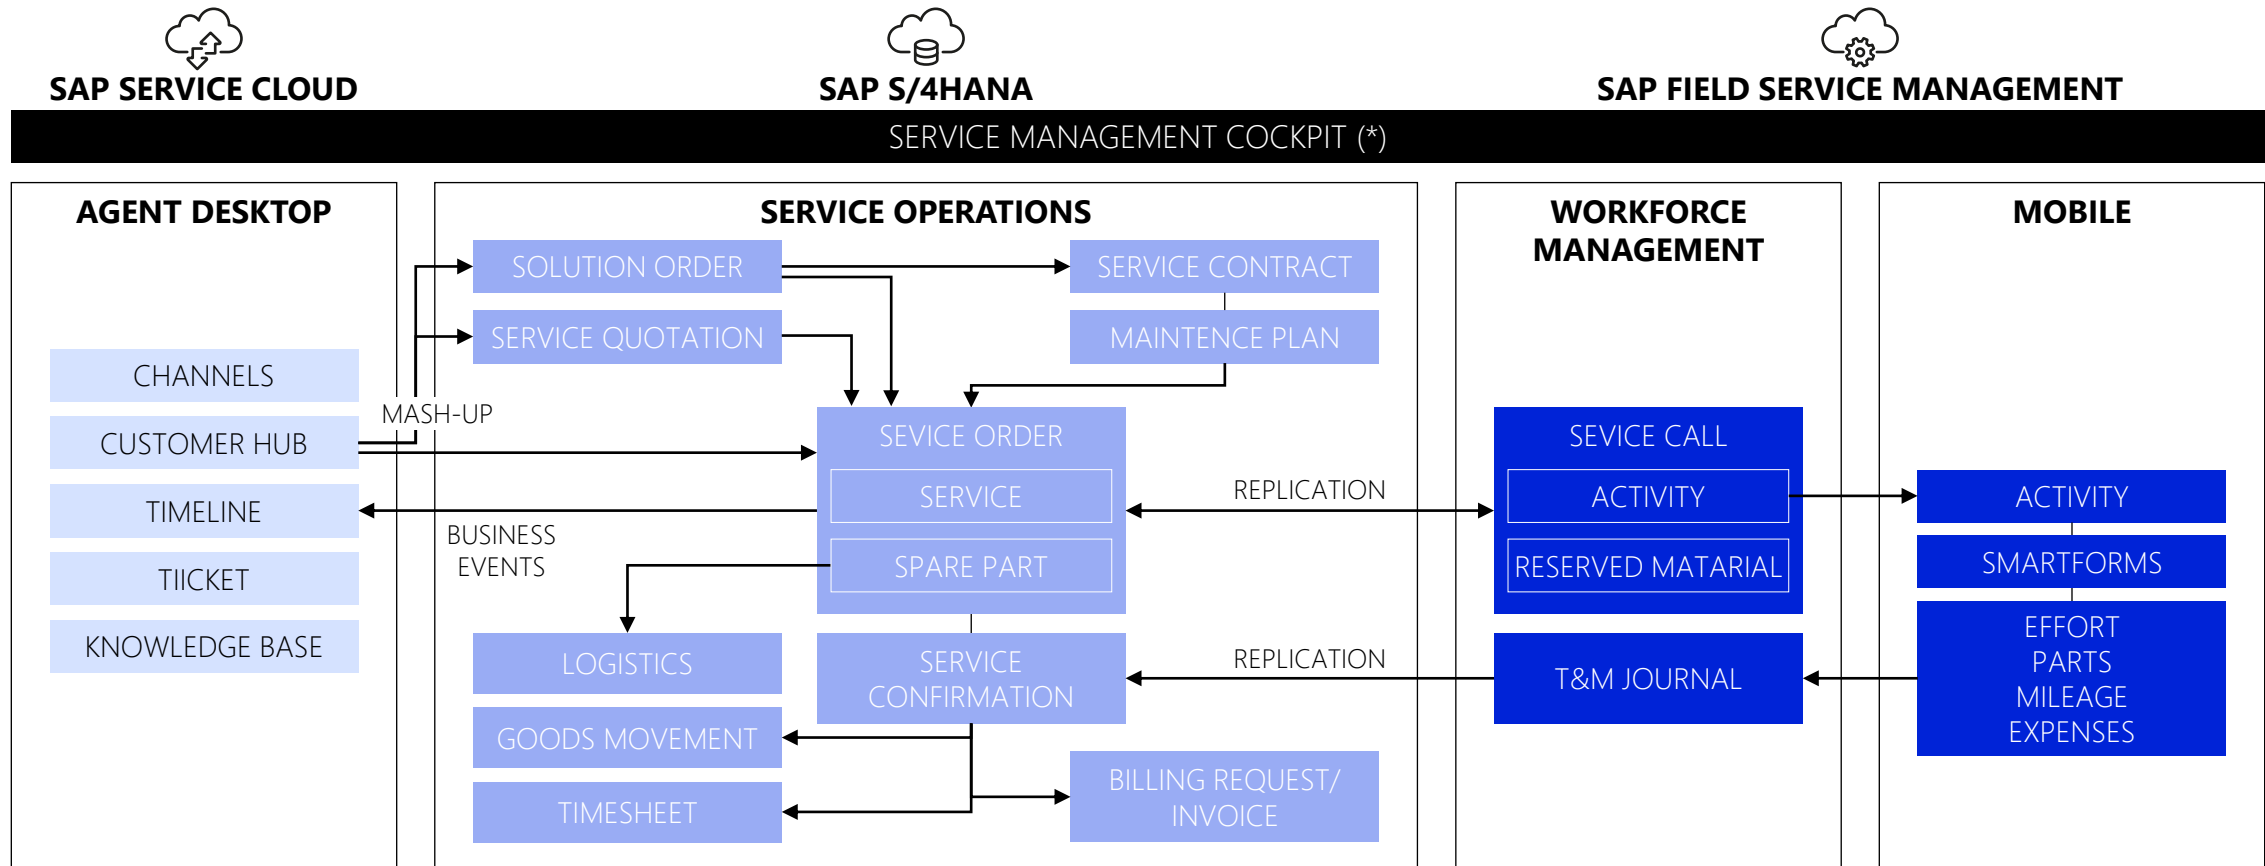 SAP SERVICE CLOUD
SAP S/4HANA
SAP FIELD SERVICE MANAGEMENT
SERVICE MANAGEMENT COCKPIT (*)
AGENT DESKTOP
CHANNELS
CUSTOMER HUB
TIMELINE
TIICKET
KNOWLEDGE BASE
MASH-UP
BUSINESS
EVENTS
SERVICE OPERATIONS
SOLUTION ORDER
SERVICE CONTRACT
SERVICE QUOTATION
MAINTENCE PLAN
SEVICE ORDER
SERVICE
SPARE PART
LOGISTICS
SERVICE
CONFIRMATION
GOODS MOVEMENT
TIMESHEET
BILLING REQUEST/
INVOICE
REPLICATION
REPLICATION
WORKFORCE
MANAGEMENT
SEVICE CALL
ACTIVITY
RESERVED MATARIAL
T&M JOURNAL
MOBILE
ACTIVITY
SMARTFORMS
EFFORT
PARTS
MILEAGE
EXPENSES